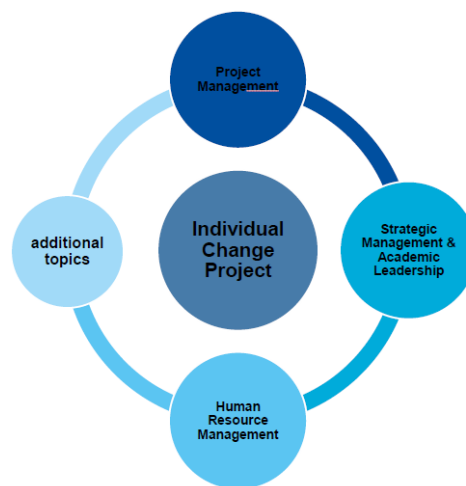 Project
Management
Individual
Change
Project
Strategic
Management &
Academic
Leadership
additional
topics
Human
Resource
Management